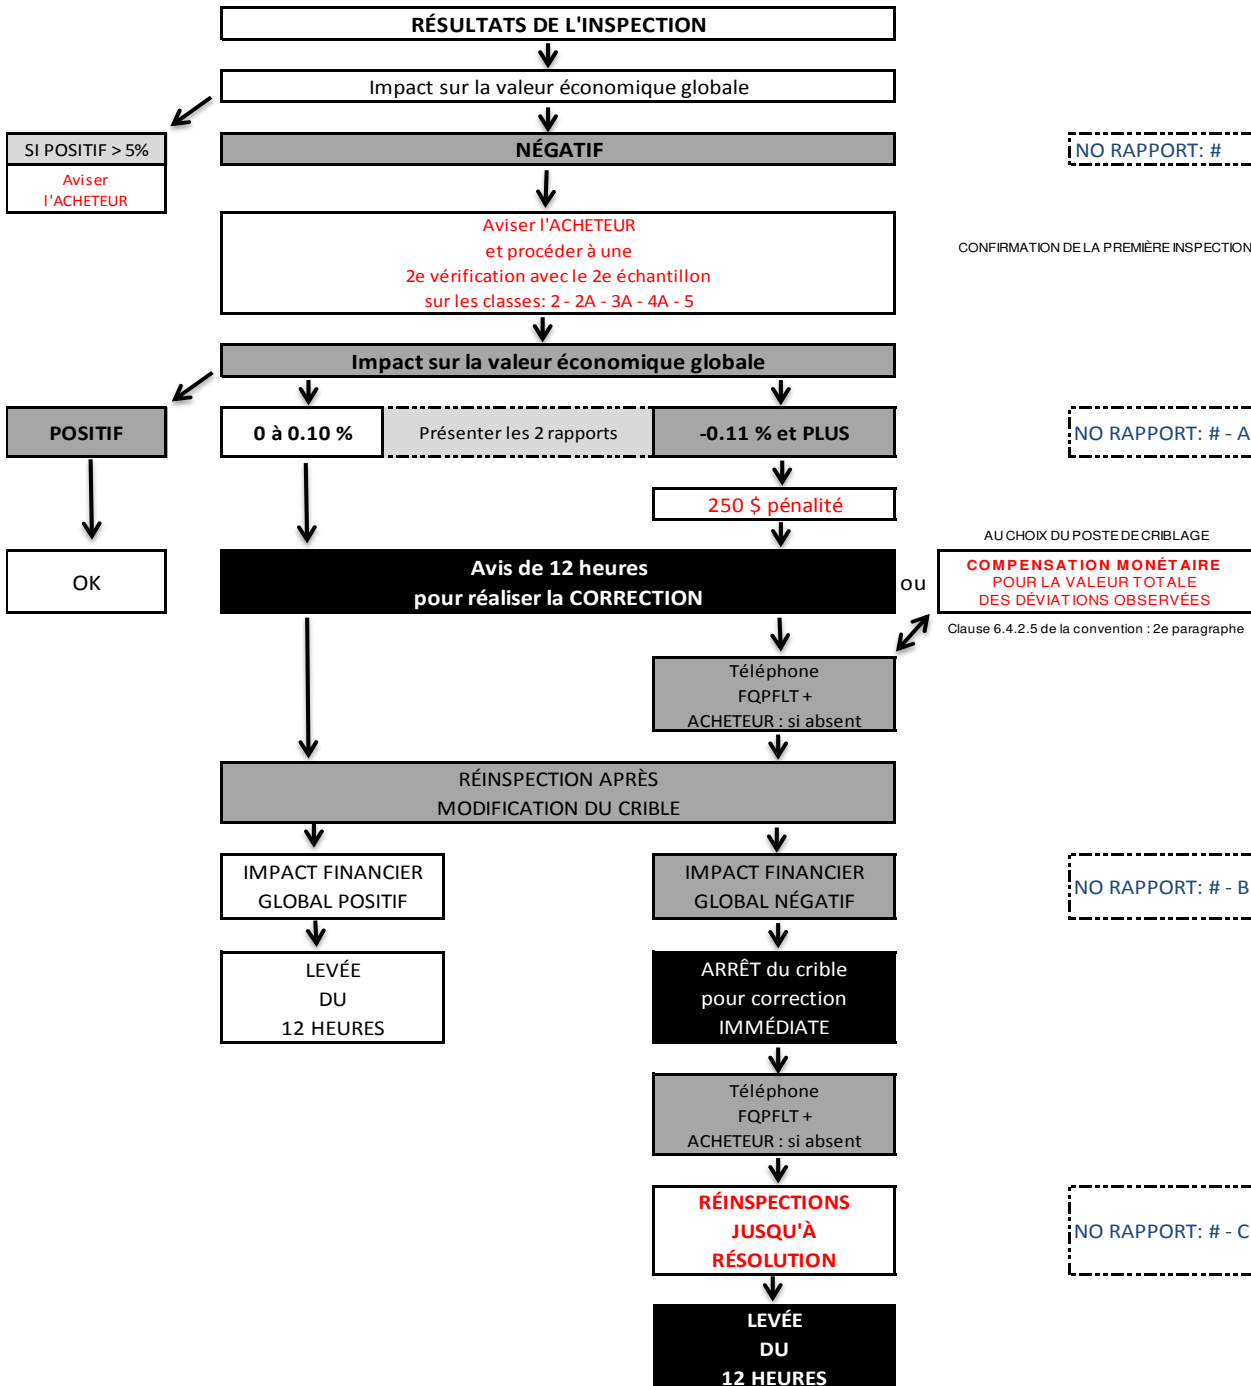 RÉSULTATS DE L'INSPECTION
Impact sur la valeur économique globale
SI POSITIF > 5%
Aviser
l'ACHETEUR
NÉGATIF
NO RAPPORT: #
Aviser l'ACHETEUR
et procéder à une
2e vérification avec le 2e échantillon
sur les classes: 2 - 2A - 3A - 4A - 5
CONFIRMATION DE LA PREMIÈRE INSPECTION
Impact sur la valeur économique globale
POSITIF
0 à 0.10 %
Présenter les 2 rapports
-0.11 % et PLUS
NO RAPPORT: # - A
250 $ pénalité
OK
Avis de 12 heures
pour réaliser la CORRECTION
ou
AU CHOIX DU POSTE DE CRIBLAGE
COMPENSATION MONÉTAIRE
POUR LA VALEUR TOTALE
DES DÉVIATIONS OBSERVÉES
Clause 6.4.2.5 de la convention : 2e paragraphe
Téléphone
FQPFLT +
ACHETEUR : si absent
RÉINSPECTION APRÈS
MODIFICATION DU CRIBLE
IMPACT FINANCIER
GLOBAL POSITIF
IMPACT FINANCIER
GLOBAL NÉGATIF
NO RAPPORT: # - B
LEVÉE
DU
12 HEURES
ARRÊT du crible
pour correction
IMMÉDIATE
Téléphone
FQPFLT +
ACHETEUR : si absent
RÉINSPECTIONS
JUSQU'À
RÉSOLUTION
NO RAPPORT: # - C
LEVÉE
DU
12 HEURES